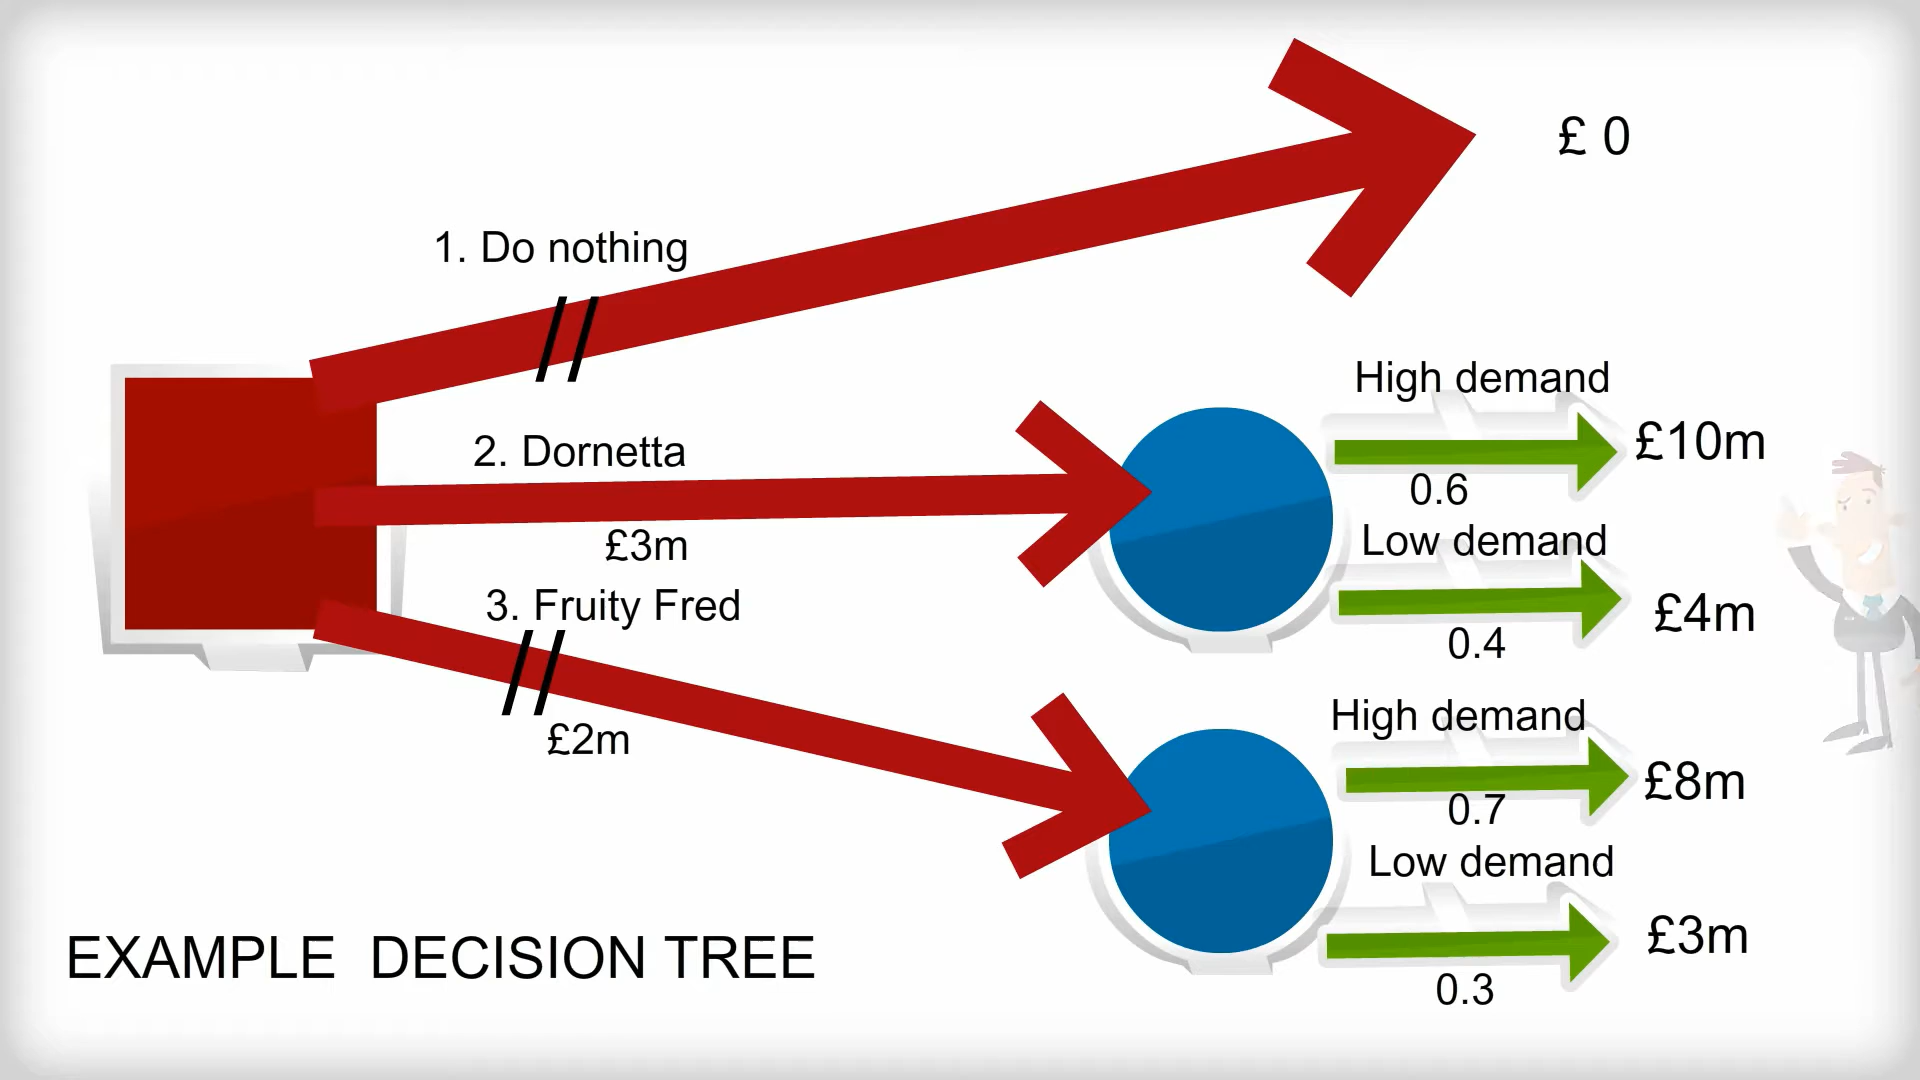 £ 0
1. Do nothing
High demand
£10m
2. Dornetta
0.6
£3m
Low demand
£4m
3. Fruity Fred
0.4
£2m
High demand
£8m
0.7
Low demand
£3m
0.3
EXAMPLE DECISION TREE